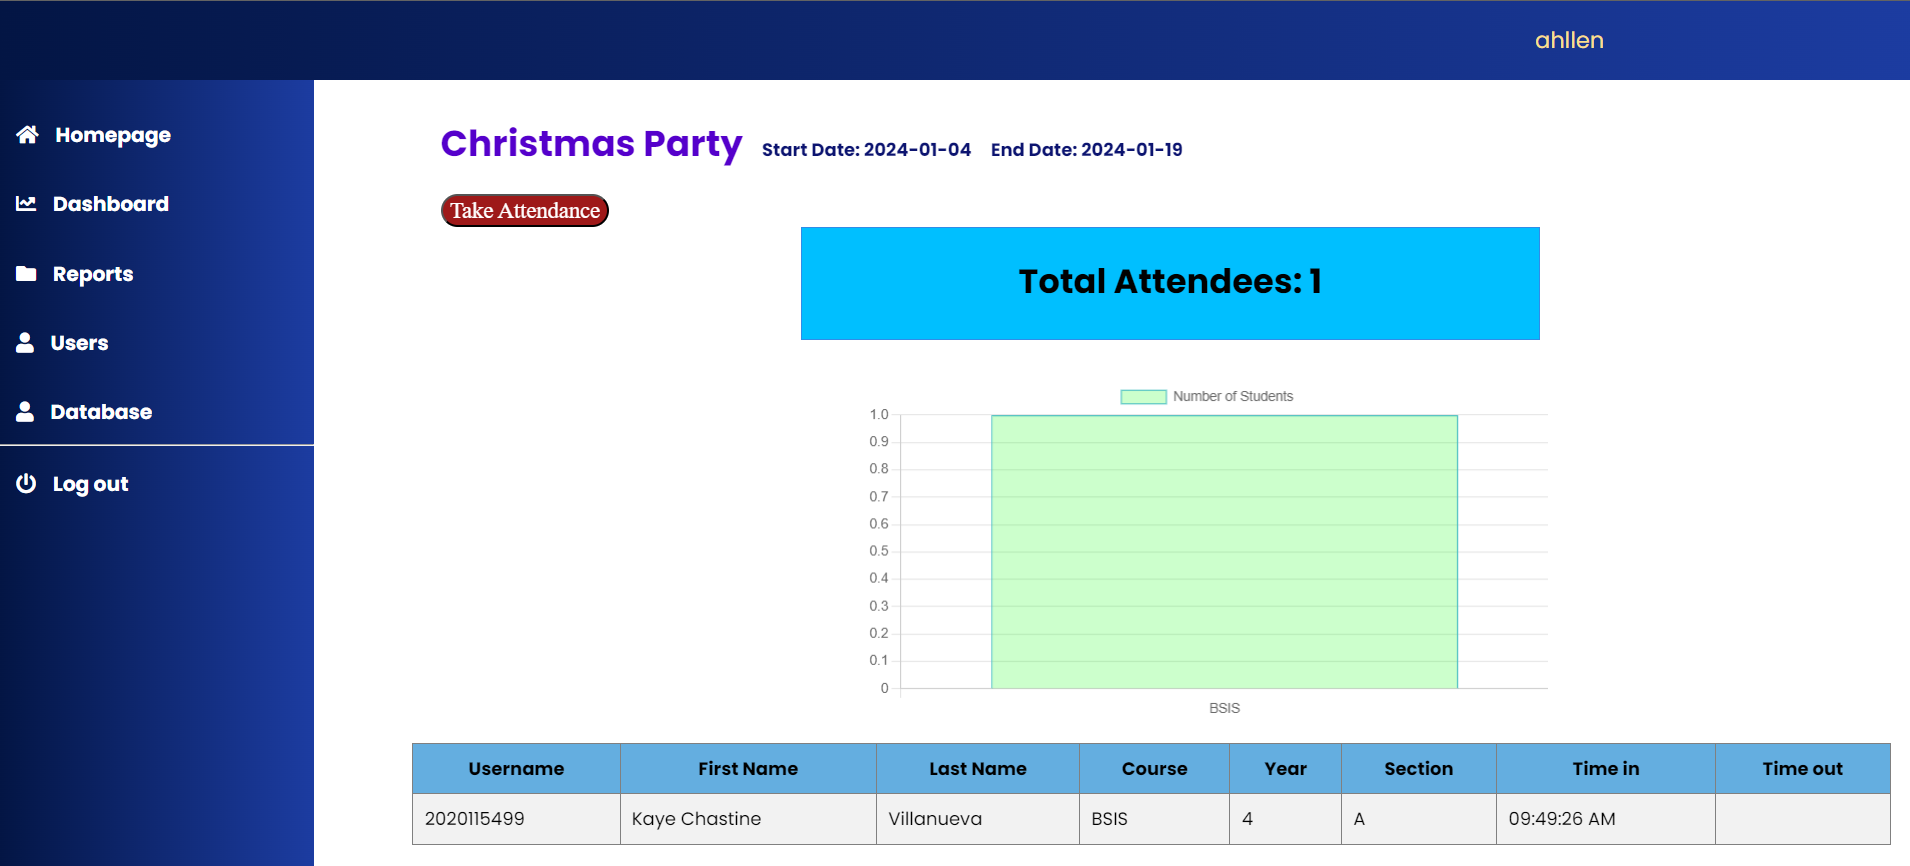 ahllen
Homepage
Dashboard
Reports
Users
Database
Log out
Christmas Party Start Date: 2024-01-04 End Date: 2024-01-19
Take Attendance
Total Attendees: 1
Number of Students
1.0
0.9
0.8
0.7
0.6
0.5
0.4
0.3
0.2
0.1
0
BSIS
Username First Name Last Name Course Year Section Time in Time out
2020115499 Kaye Chastine Villanueva BSIS 4 A 09:49:26 AM